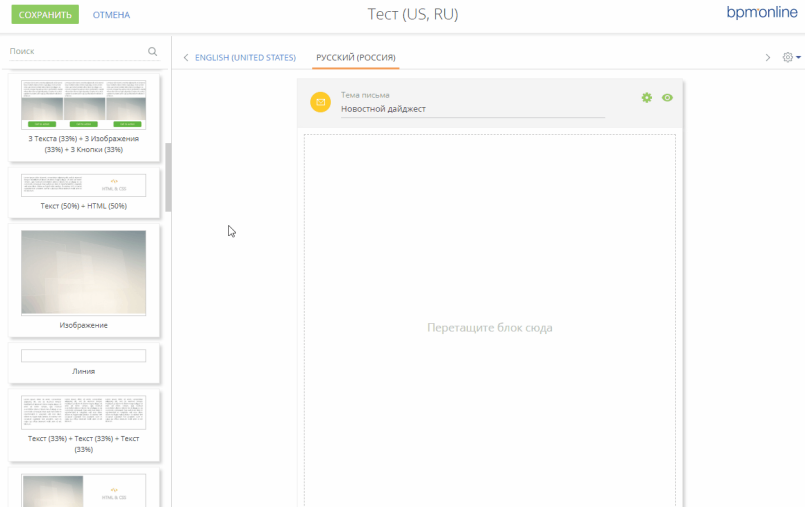 СОХРАНИТЬ
ОТМЕНА
Тест (US, RU)
bpmonline
Поиск
ENGLISH (UNITED STATES)
РУССКИЙ (РОССИЯ)
Тема письма
Новостной дайджест
3 Текста (33%) + 3 Изображения
(33%) + 3 Кнопки (33%)
HTML & CSS
Текст (50%) + HTML (50%)
Изображение
Линия
Текст (33%) + Текст (33%) + Текст
(33%)
HTML & CSS
Перетащите блок сюда